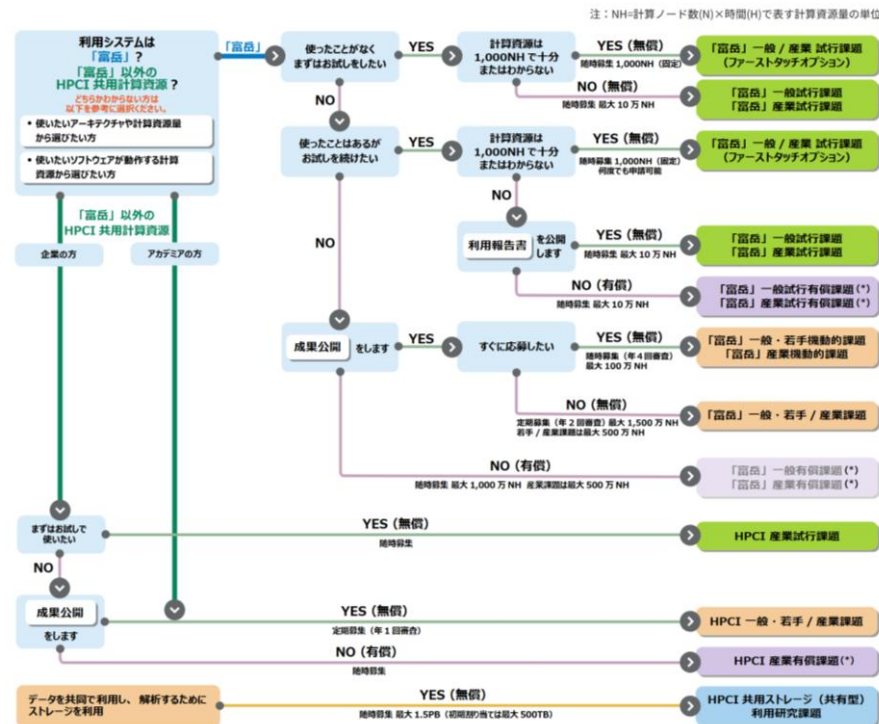 注：NH=計算ノード数(N)×時間(H)で表す計算資源量の単位
利用システムは
「富岳」？
「富岳」以外の
HPCI 共用計算資源？
どちらかわからない方は
以下を参考に選択ください。
• 使いたいアーキテクチャや計算資源量
から選びたい方
• 使いたいソフトウェアが動作する計算
資源から選びたい方
「富岳」
使ったことがなく
まずはお試しをしたい
YES
計算資源は
1,000NHで十分
またはわからない
YES（無償）
随時募集 1,000NH（固定）
「富岳」一般 / 産業 試行課題
（ファーストタッチオプション）
NO（無償）
随時募集 最大 10 万 NH
「富岳」一般試行課題
「富岳」産業試行課題
NO
使ったことはあるが
お試しを続けたい
YES
計算資源は
1,000NHで十分
またはわからない
YES（無償）
随時募集 1,000NH（固定）
何度でも申請可能
「富岳」一般 / 産業 試行課題
（ファーストタッチオプション）
NO
利用報告書 を公開
します
YES（無償）
随時募集 最大 10 万 NH
「富岳」一般試行課題
「富岳」産業試行課題
NO（有償）
随時募集 最大 10 万 NH
「富岳」一般試行有償課題(*)
「富岳」産業試行有償課題(*)
NO
成果公開 をします
YES
すぐに応募したい
YES（無償）
随時募集（年 4 回審査）
最大 100 万 NH
「富岳」一般・若手機動的課題
「富岳」産業機動的課題
NO（無償）
定期募集（年 2 回審査）最大 1,500 万 NH
若手 / 産業課題は最大 500 万 NH
「富岳」一般・若手 / 産業課題
NO（有償）
随時募集 最大 1,000 万 NH 産業課題は最大 500 万 NH
「富岳」一般有償課題(*)
「富岳」産業有償課題(*)
「富岳」以外の
HPCI 共用計算資源
企業の方
アカデミアの方
まずはお試しで
使いたい
YES（無償）
随時募集
HPCI 産業試行課題
NO
成果公開
をします
YES（無償）
定期募集（年 1 回審査）
HPCI 一般・若手 / 産業課題
NO（有償）
随時募集
HPCI 産業有償課題(*)
データを共同で利用し、解析するために
ストレージを利用
YES（無償）
随時募集 最大 1.5PB（初期割り当ては最大 500TB）
HPCI 共用ストレージ（共有型）
利用研究課題